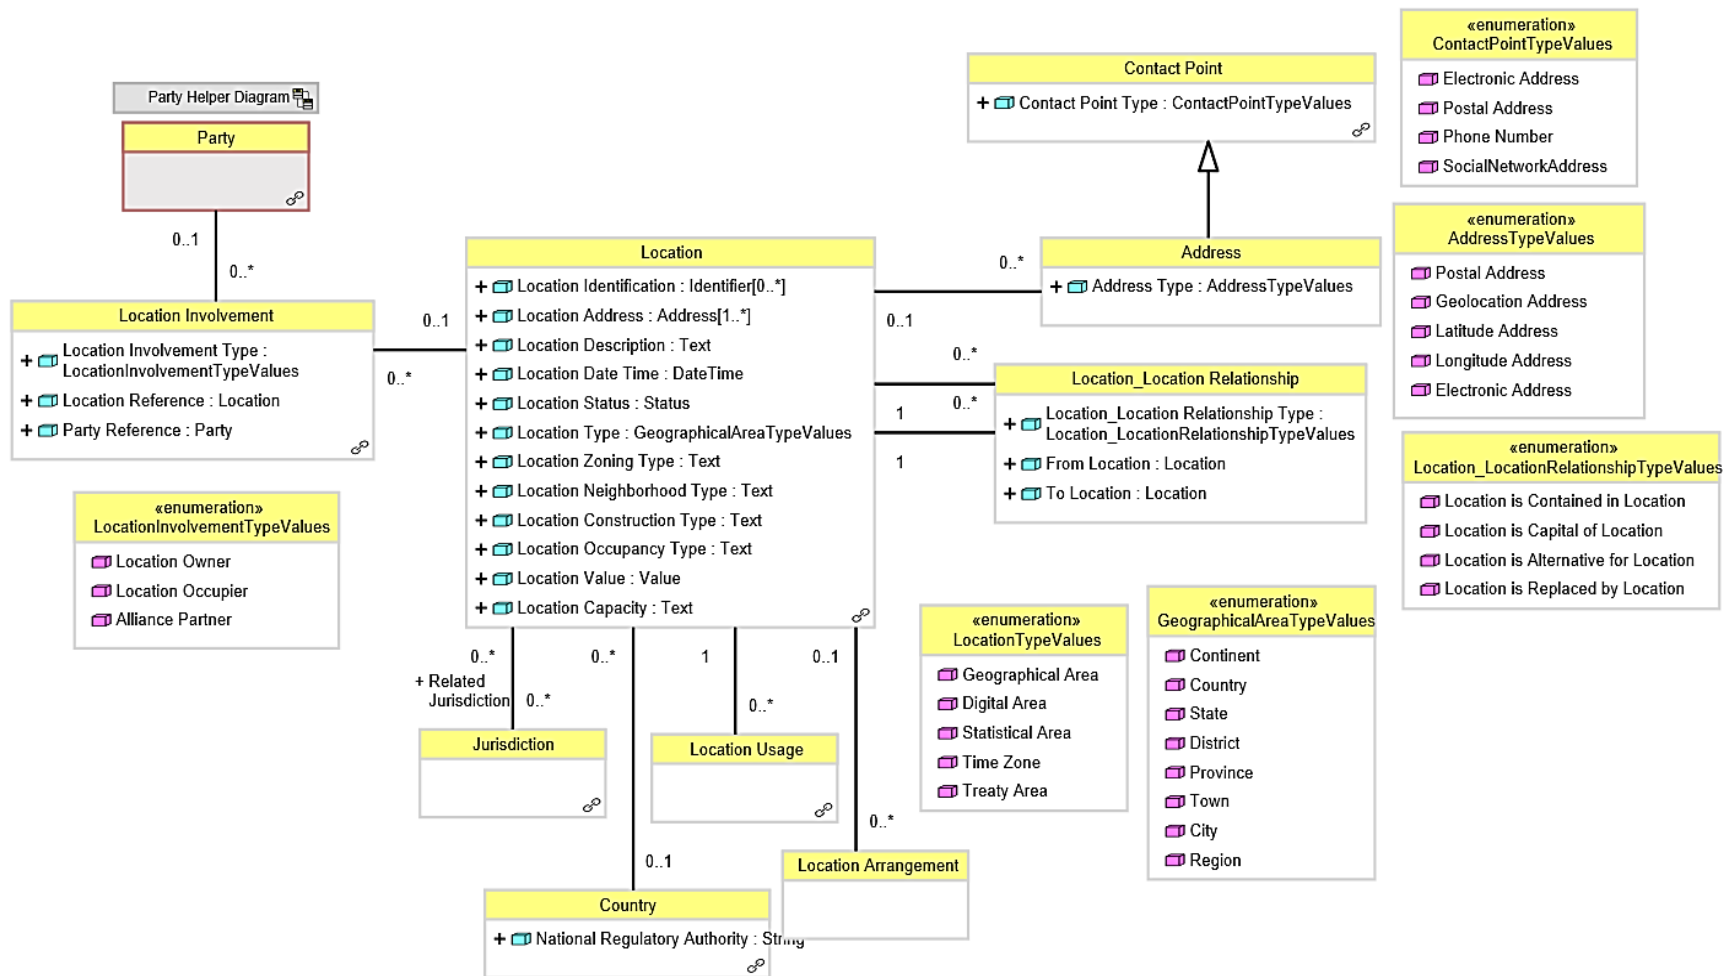 Party Helper Diagram
Party
0..1
0..*
Location Involvement
+ Location Involvement Type :
LocationInvolvementTypeValues
+ Location Reference : Location
+ Party Reference : Party
0..1
0..*
«enumeration»
LocationInvolvementTypeValues
Location Owner
Location Occupier
Alliance Partner
Location
+ Location Identification : Identifier[0..*]
+ Location Address : Address[1..*]
+ Location Description : Text
+ Location Date Time : DateTime
+ Location Status : Status
+ Location Type : GeographicalAreaTypeValues
+ Location Zoning Type : Text
+ Location Neighborhood Type : Text
+ Location Construction Type : Text
+ Location Occupancy Type : Text
+ Location Value : Value
+ Location Capacity : Text
Contact Point
+ Contact Point Type : ContactPointTypeValues
0..*
0..1
Address
+ Address Type : AddressTypeValues
0..*
0..*
1
1
Location_Location Relationship
+ Location_Location Relationship Type :
Location_LocationRelationshipTypeValues
+ From Location : Location
+ To Location : Location
«enumeration»
ContactPointTypeValues
Electronic Address
Postal Address
Phone Number
SocialNetworkAddress
«enumeration»
AddressTypeValues
Postal Address
Geolocation Address
Latitude Address
Longitude Address
Electronic Address
«enumeration»
Location_LocationRelationshipTypeValues
Location is Contained in Location
Location is Capital of Location
Location is Alternative for Location
Location is Replaced by Location
0..*
+ Related
Jurisdiction
0..*
Jurisdiction
0..*
0..1
Country
+ National Regulatory Authority : String
1
0..*
Location Usage
0..1
0..*
Location Arrangement
«enumeration»
LocationTypeValues
Geographical Area
Digital Area
Statistical Area
Time Zone
Treaty Area
«enumeration»
GeographicalAreaTypeValues
Continent
Country
State
District
Province
Town
City
Region